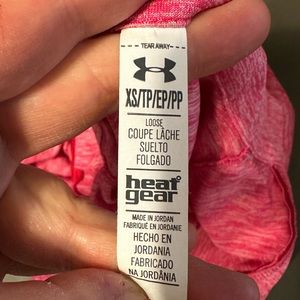 --- TEAR AWAY---
XS/TP/EP/PP
LOOSE
COUPE LÂCHE
SUELTO
FOLGADO
heat
gear
MADE IN JORDAN
FABRIQUÉ EN JORDANIE
HECHO EN
JORDANIA
FABRICADO
NA JORDÂNIA